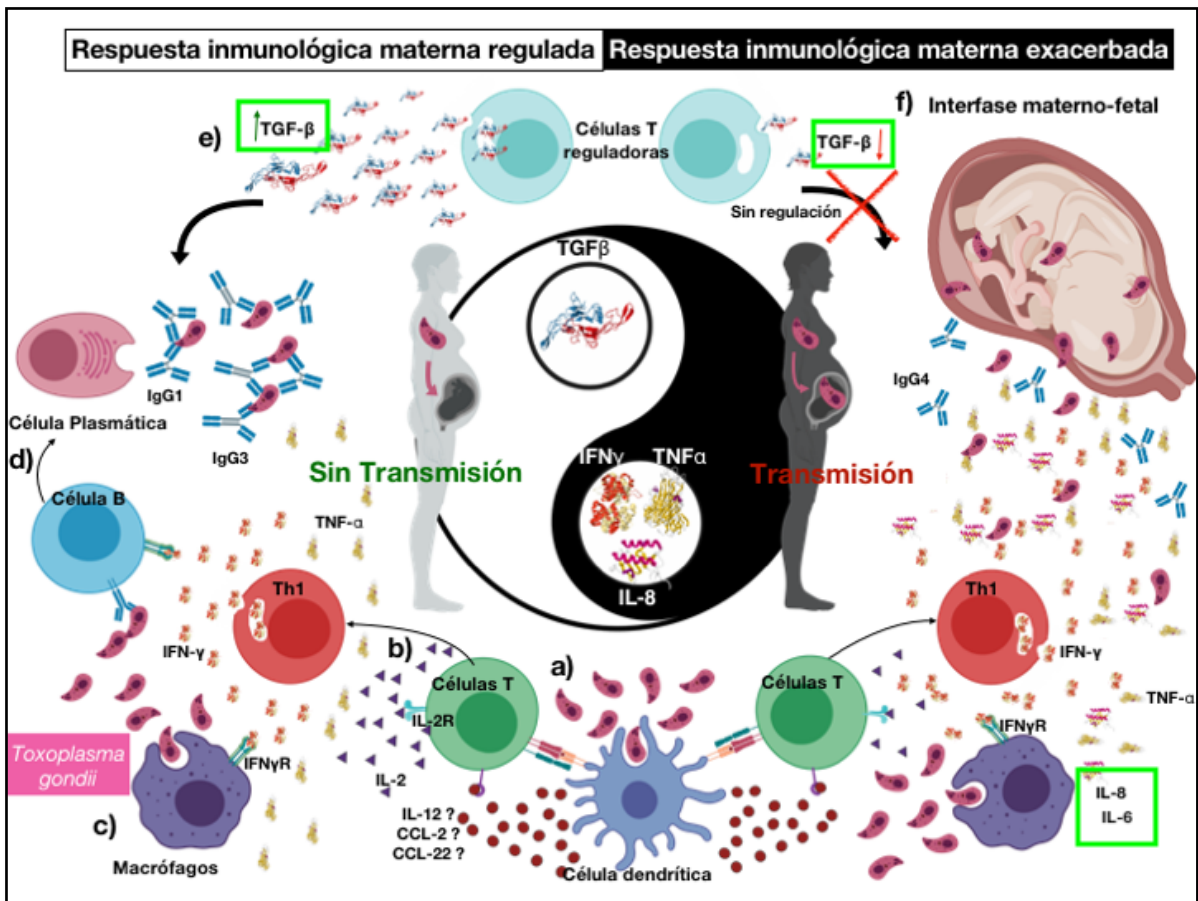 Respuesta inmunológica materna regulada
Respuesta inmunológica materna exacerbada
e)
TGF-β
Células T
reguladoras
TGF-β
Sin regulación
f)
Interfase materno-fetal
TGFβ
IgG1
IgG3
Célula Plasmática
IgG4
Sin Transmisión
IFNγ
TNFα
IL-8
Transmisión
d)
Célula B
TNF-α
Th1
IFN-γ
b)
Células T
IL-2R
IL-2
a)
Células T
Th1
IFN-γ
TNF-α
Toxoplasma
gondii
IFNγR
IFNγR
c)
Macrófagos
IL-12 ?
CCL-2 ?
CCL-22 ?
Célula dendrítica
IL-8
IL-6